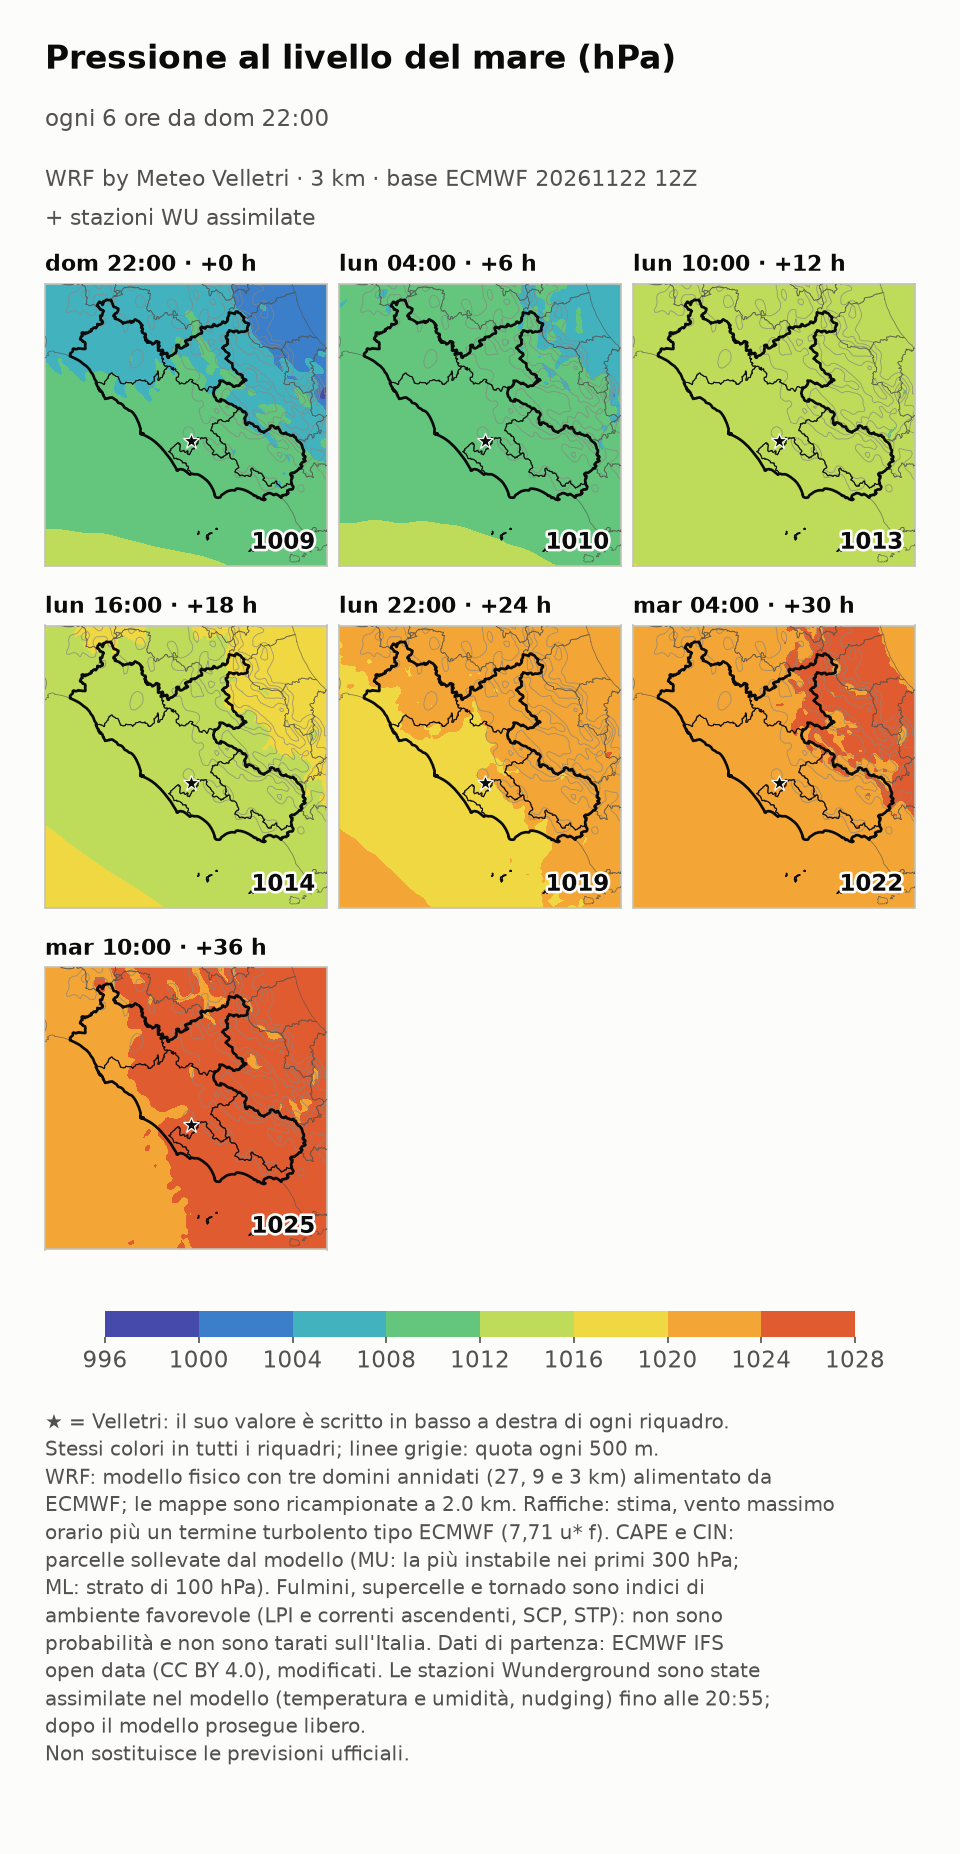 Pressione al livello del mare (hPa)
ogni 6 ore da dom 22:00
WRF by Meteo Velletri · 3 km · base ECMWF 20261122 12Z
+ stazioni WU assimilate
dom 22:00 · +0 h
lun 04:00 · +6 h
lun 10:00 · +12 h
1009
1010
1013
lun 16:00 · +18 h
lun 22:00 · +24 h
mar 04:00 · +30 h
1014
1019
1022
mar 10:00 · +36 h
1025
996 1000 1004 1008 1012 1016 1020 1024 1028
★ = Velletri: il suo valore è scritto in basso a destra di ogni riquadro.
Stessi colori in tutti i riquadri; linee grigie: quota ogni 500 m.
WRF: modello fisico con tre domini annidati (27, 9 e 3 km) alimentato da
ECMWF; le mappe sono ricampionate a 2.0 km. Raffiche: stima, vento massimo
orario più un termine turbolento tipo ECMWF (7,71 u* f). CAPE e CIN:
parcelle sollevate dal modello (MU: la più instabile nei primi 300 hPa;
ML: strato di 100 hPa). Fulmini, supercelle e tornado sono indici di
ambiente favorevole (LPI e correnti ascendenti, SCP, STP): non sono
probabilità e non sono tarati sull'Italia. Dati di partenza: ECMWF IFS
open data (CC BY 4.0), modificati. Le stazioni Wunderground sono state
assimilate nel modello (temperatura e umidità, nudging) fino alle 20:55;
dopo il modello prosegue libero.
Non sostituisce le previsioni ufficiali.